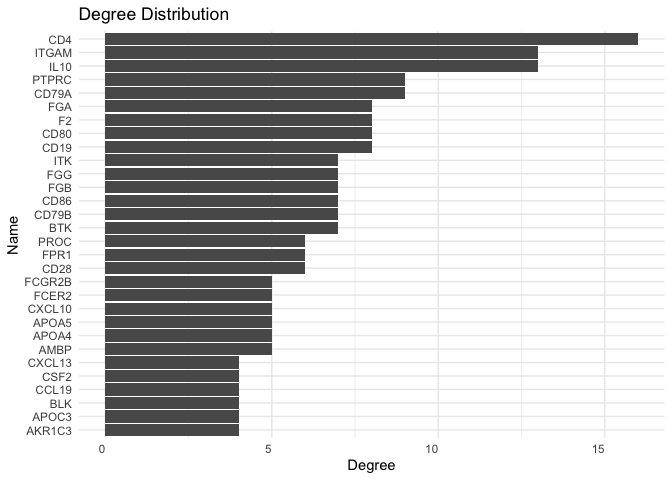 Degree Distribution
CD4
ITGAM
IL10
PTPRC
CD79A
FGA
F2
CD80
CD19
ITK
FGG
FGB
CD86
CD79B
BTK
PROC
FPR1
CD28
FCGR2B
FCER2
CXCL10
APOA5
APOA4
AMBP
CXCL13
CSF2
CCL19
BLK
APOC3
AKR1C3
Name
0 5 10 15
Degree